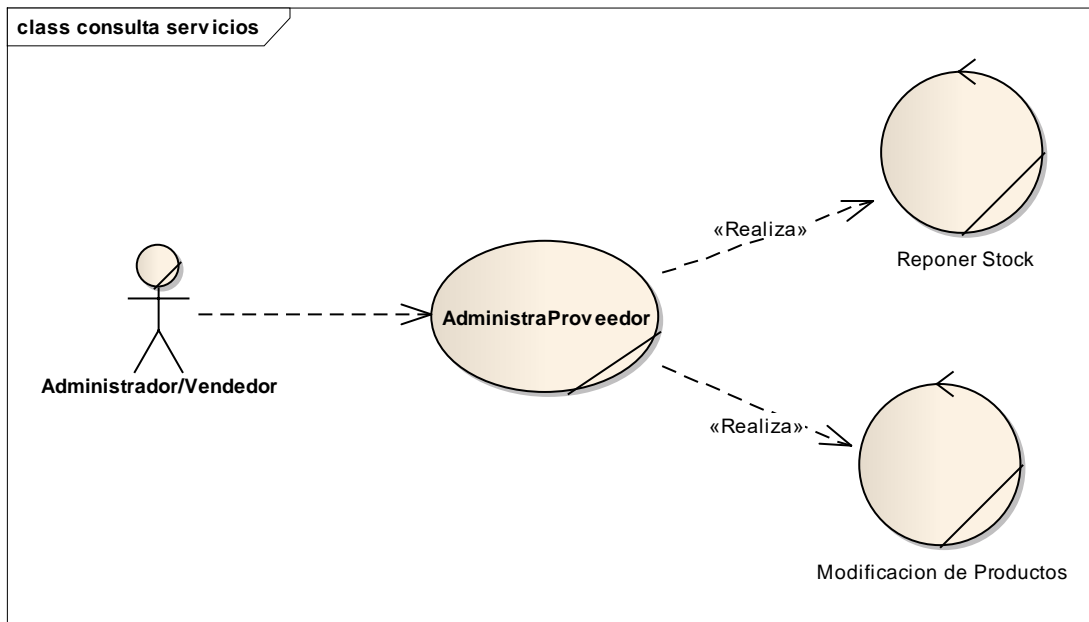 class consulta servicios
«Realiza»
Reponer Stock
AdministraProveedor
Administrador/Vendedor
«Realiza»
Modificacion de Productos